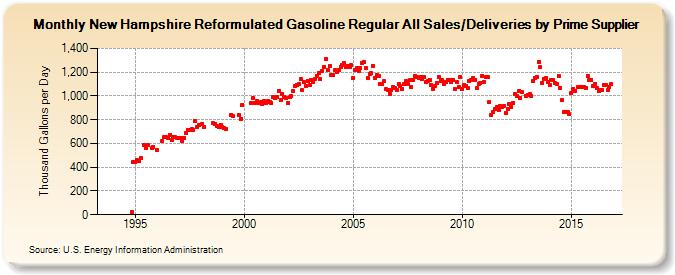 Monthly New Hampshire Reformulated Gasoline Regular All Sales/Deliveries by Prime Supplier
Thousand Gallons per Day
1,400
1,200
1,000
800
600
400
200
0
1995 2000 2005 2010 2015
Source: U.S. Energy Information Administration